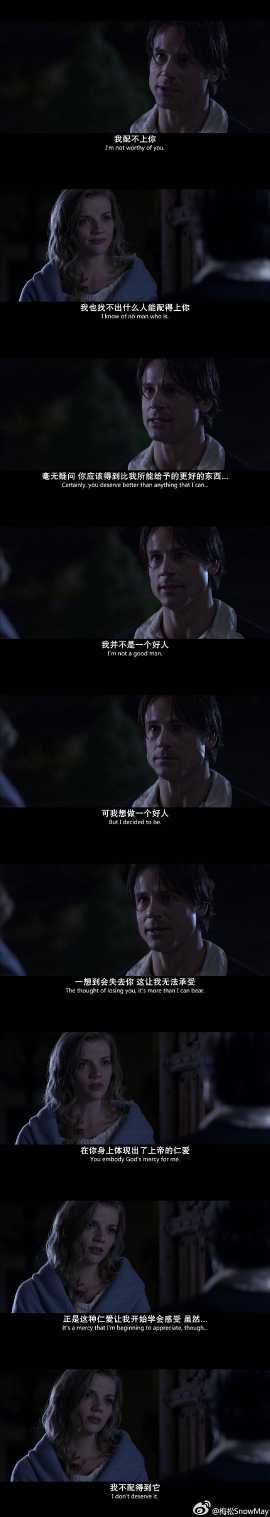 我配不上你
I'm not worthy of you.
我也找不出什么人能配得上你
I know of no man who is.
毫无疑问 你应该得到比我所能给予的更好的东西...
Certainly, you deserve better than anything that I can...
我并不是一个好人
I'm not a good man.
可我想做一个好人
But I decided to be.
一想到会失去你 这让我无法承受
The thought of losing you, it's more than I can bear.
在你身上体现出了上帝的仁爱
You embody God's mercy for me.
正是这种仁爱让我开始学会感受 虽然...
It's a mercy that I'm beginning to appreciate, though...
我不配得到它
I don't deserve it.
@梅松SnowMay